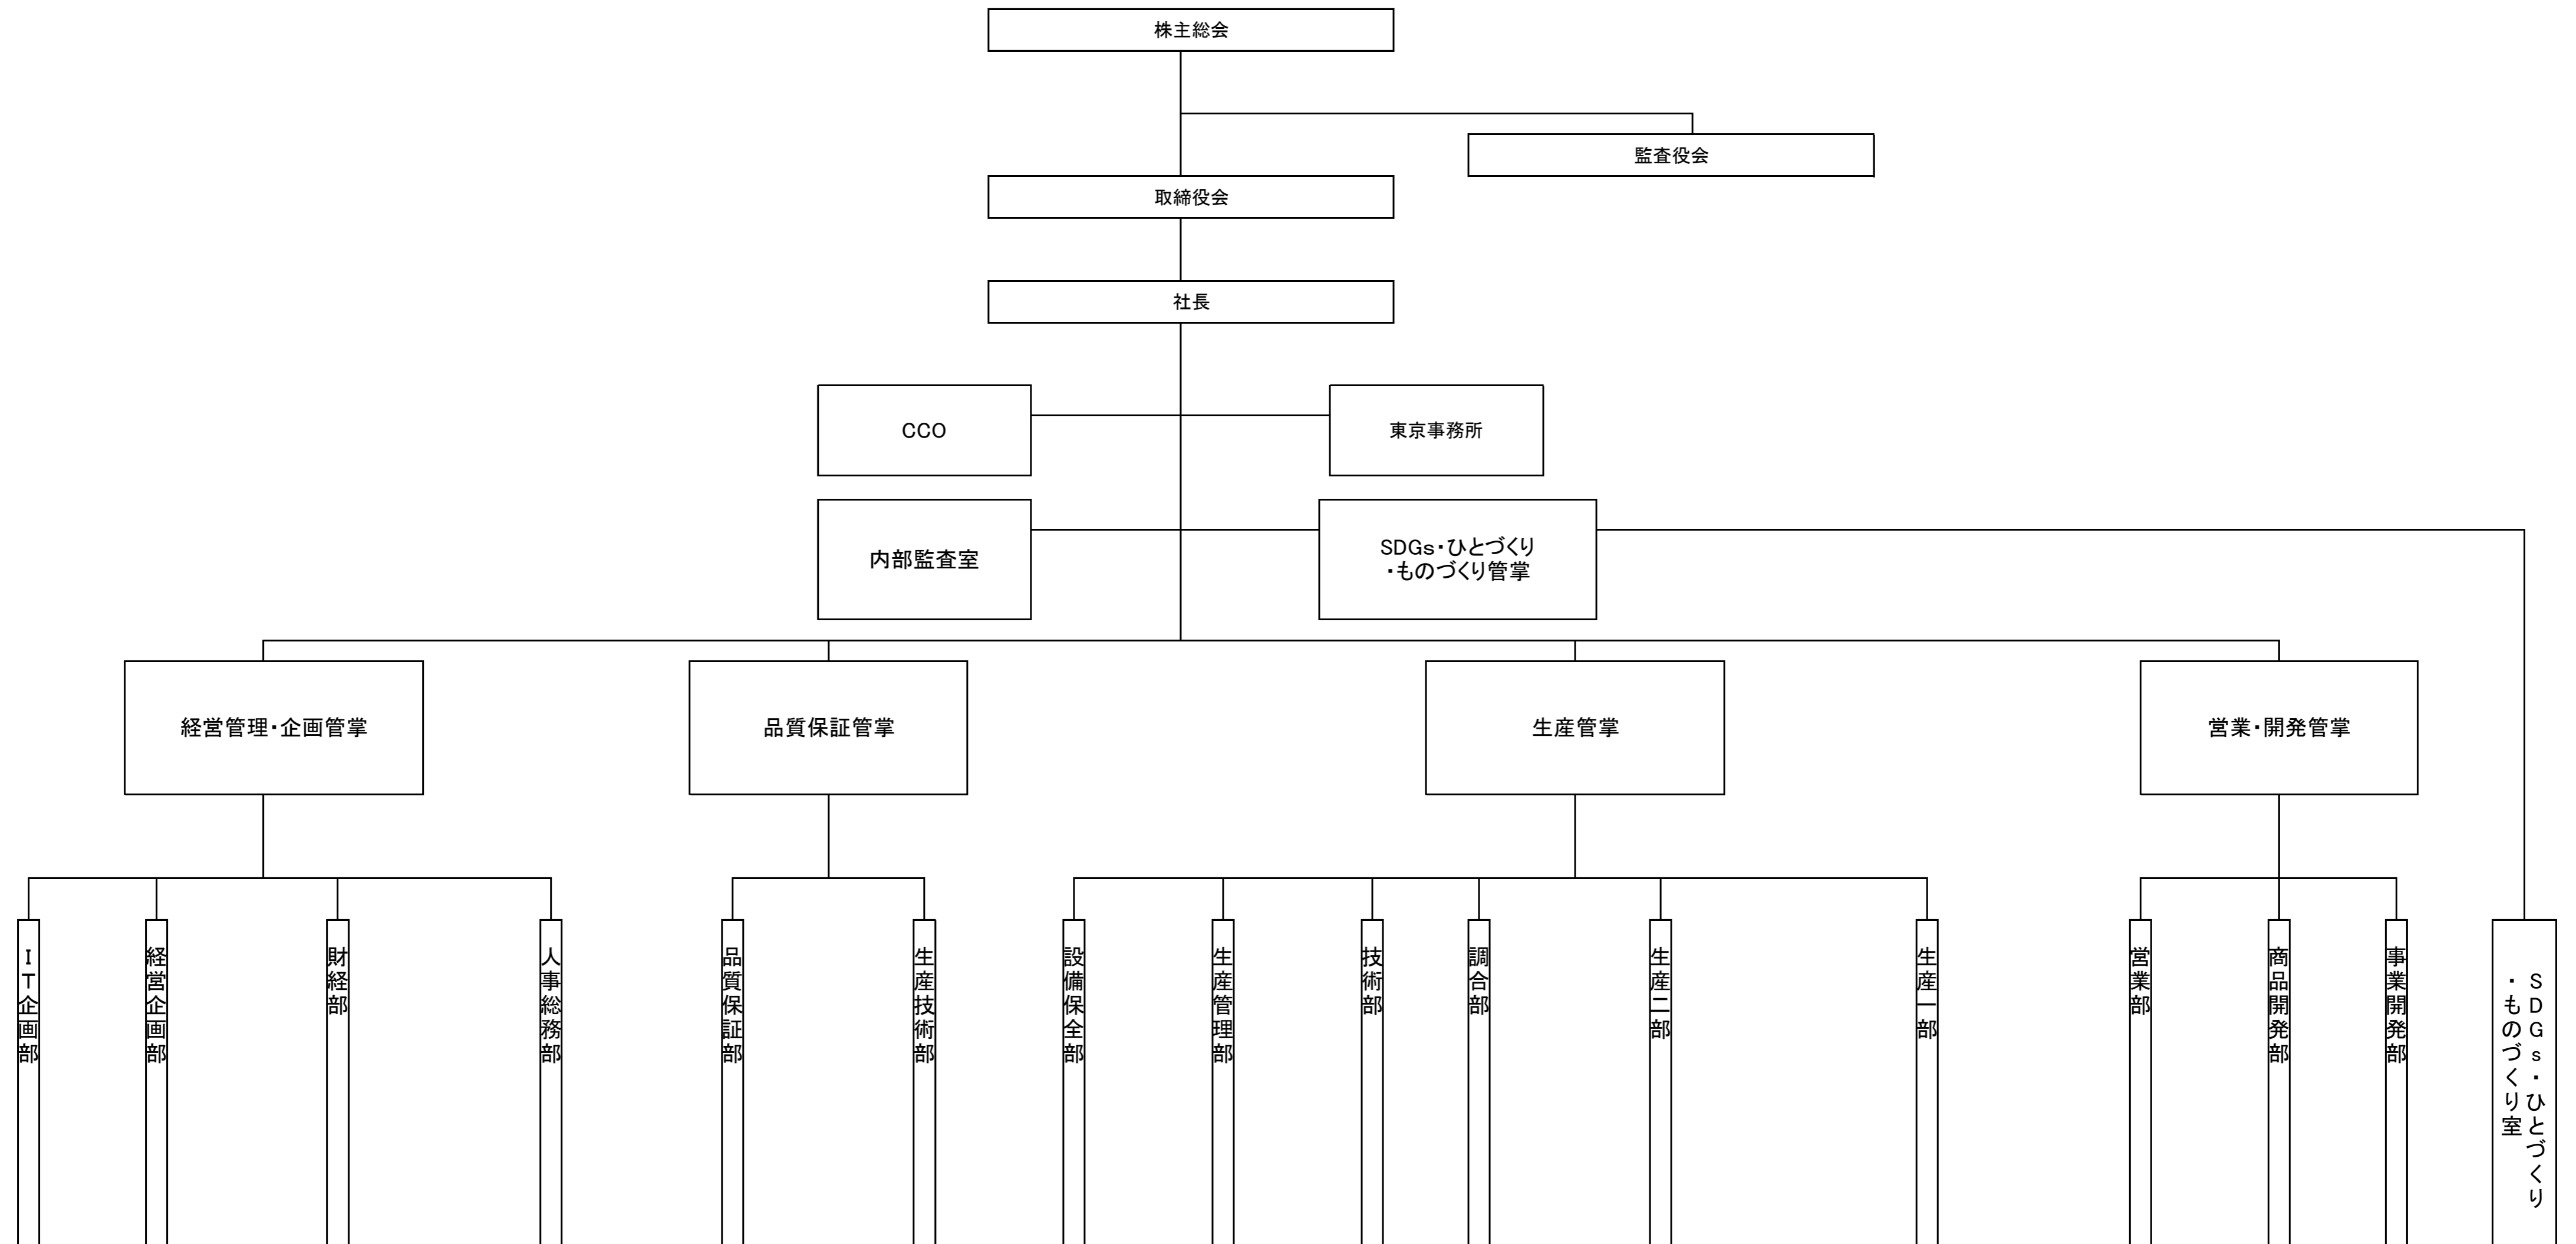 株主総会
監査役会
取締役会
社長
CCO
東京事務所
内部監査室
SDGs・ひとづくり
・ものづくり管掌
経営管理・企画管掌
品質保証管掌
生産管掌
営業・開発管掌
IT企画部
経営企画部
財経部
人事総務部
品質保証部
生産技術部
設備保全部
生産管理部
技術部
調合部
生産二部
生産一部
営業部
商品開発部
事業開発部
SDGs・ひとづくり
・ものづくり室